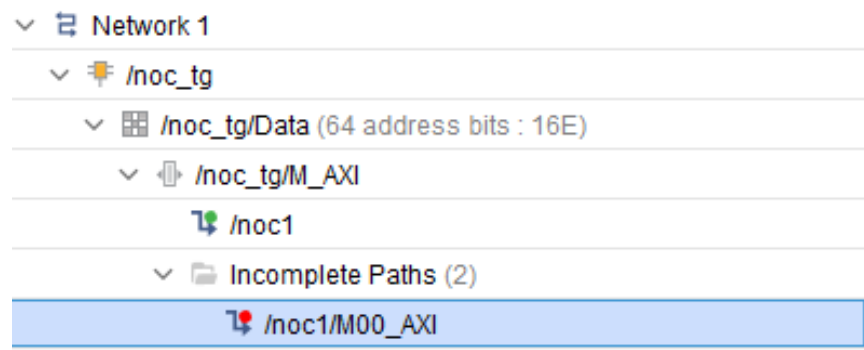 Network 1
/noc_tg
/noc_tg/Data (64 address bits : 16E)
/noc_tg/M_AXI
/noc1
Incomplete Paths (2)
/noc1/M00_AXI